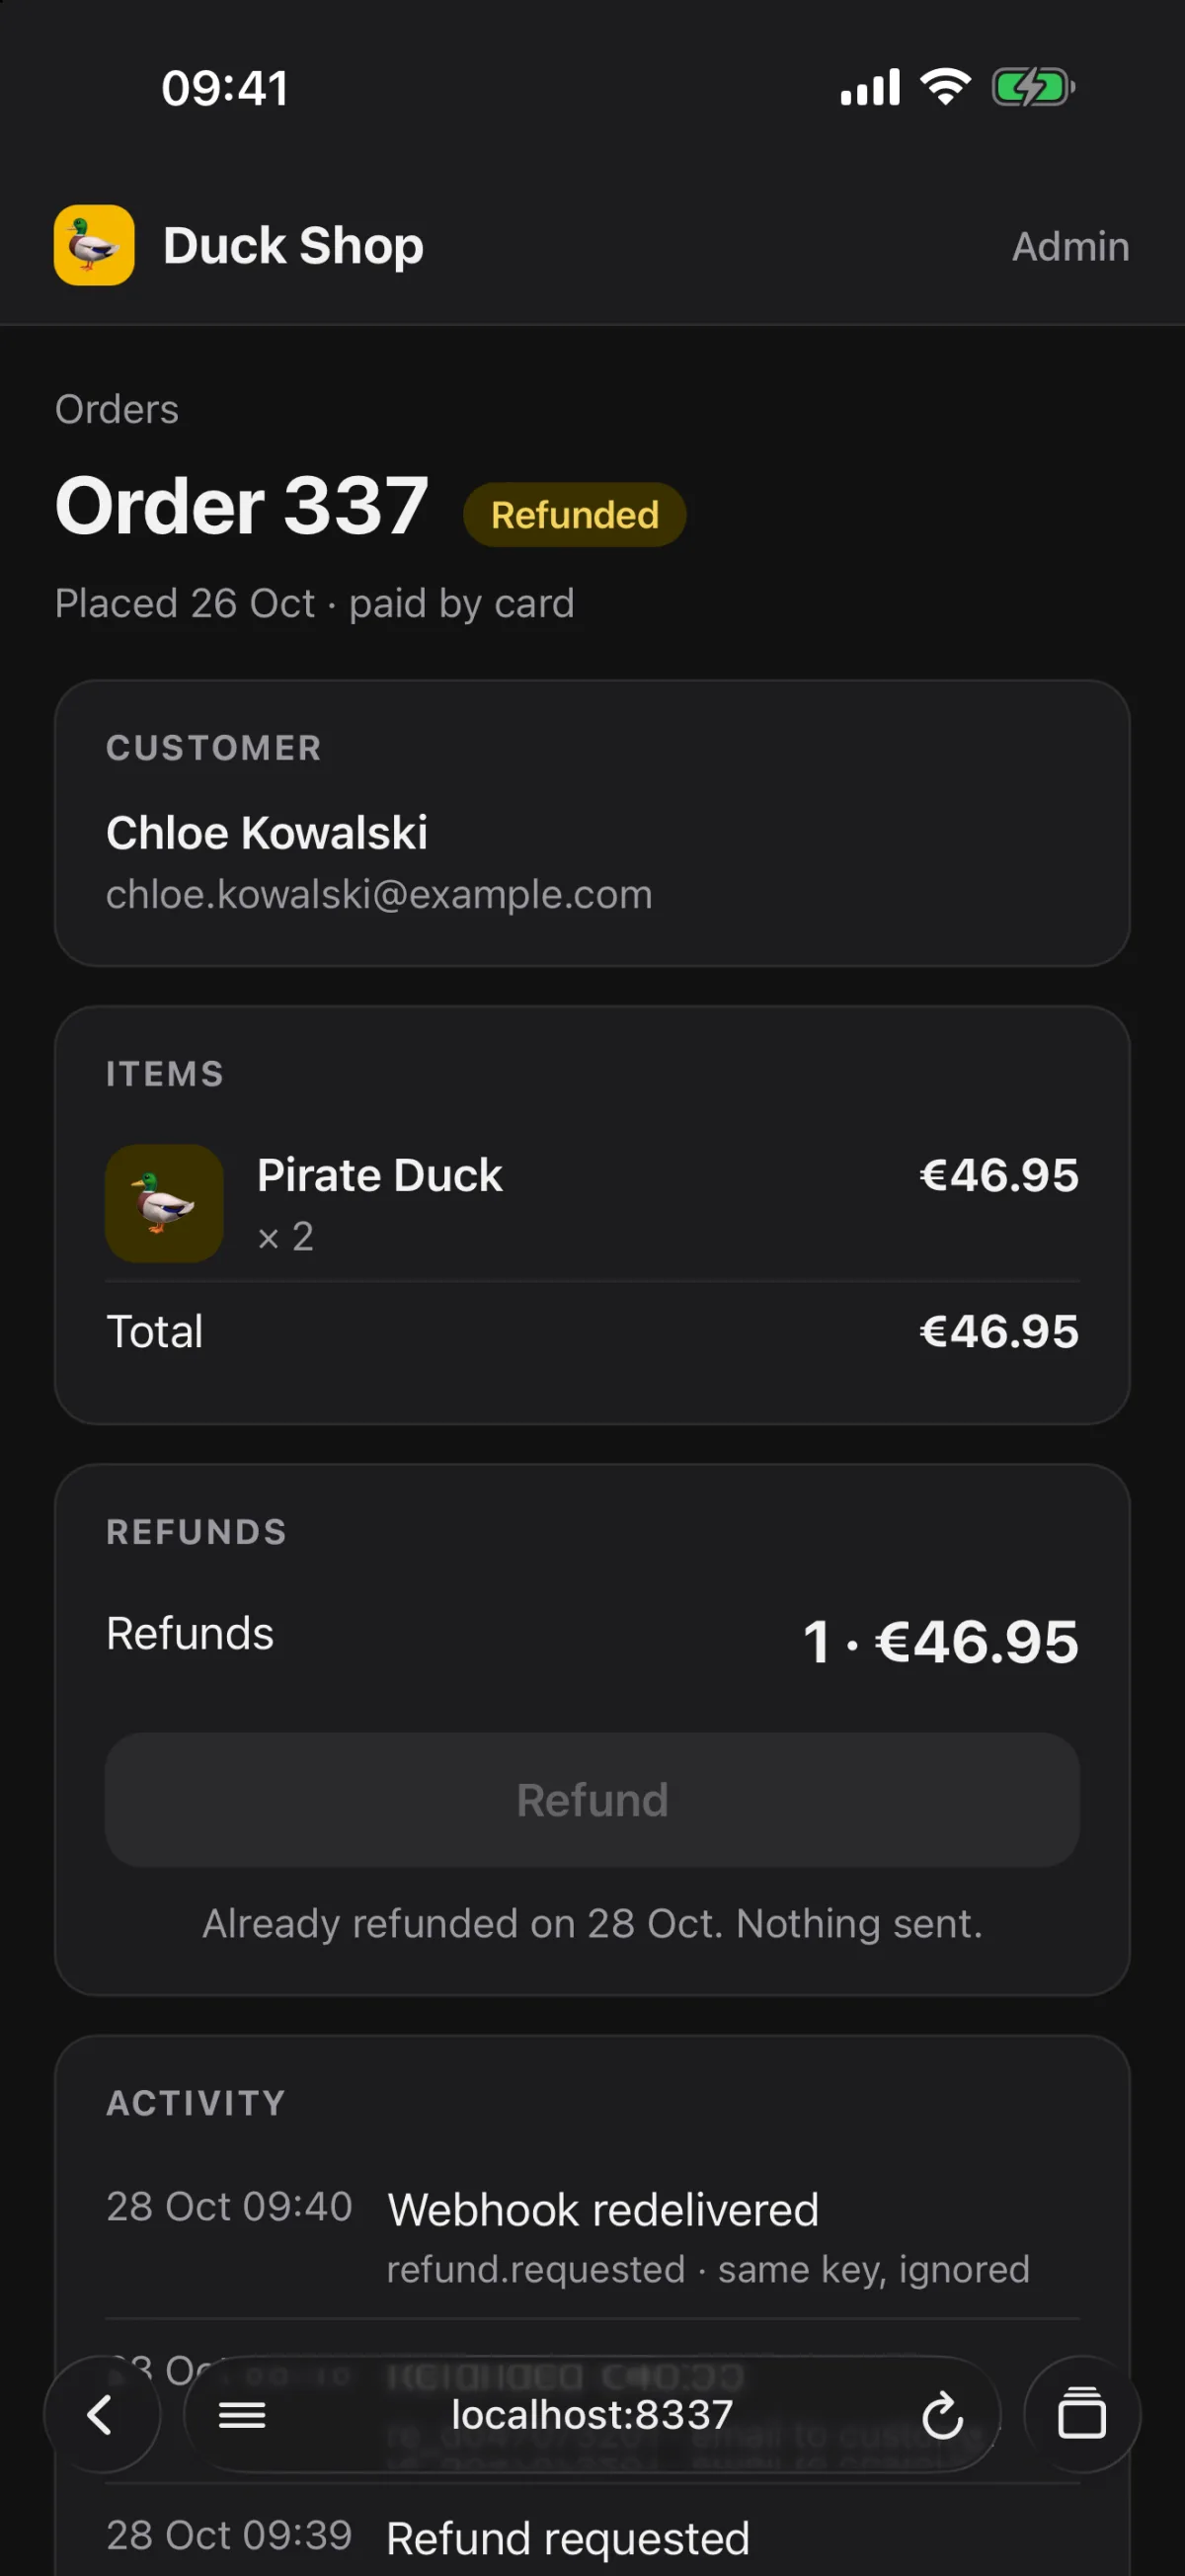 09:41
Duck Shop
Admin
Orders
Order 337 Refunded
Placed 26 Oct · paid by card
CUSTOMER
Chloe Kowalski
chloe.kowalski@example.com
ITEMS
Pirate Duck €46.95
× 2
Total €46.95
REFUNDS
Refunds 1 · €46.95
Refund
Already refunded on 28 Oct. Nothing sent.
ACTIVITY
28 Oct 09:40 Webhook redelivered
refund.requested · same key, ignored
localhost:8337
28 Oct 09:39 Refund requested